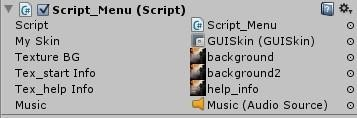 Script_Menu (Script)
Script Script_Menu
My Skin GUISkin (GUISkin)
Texture BG background
Tex_start Info background2
Tex_help Info help_info
Music Music (Audio Source)